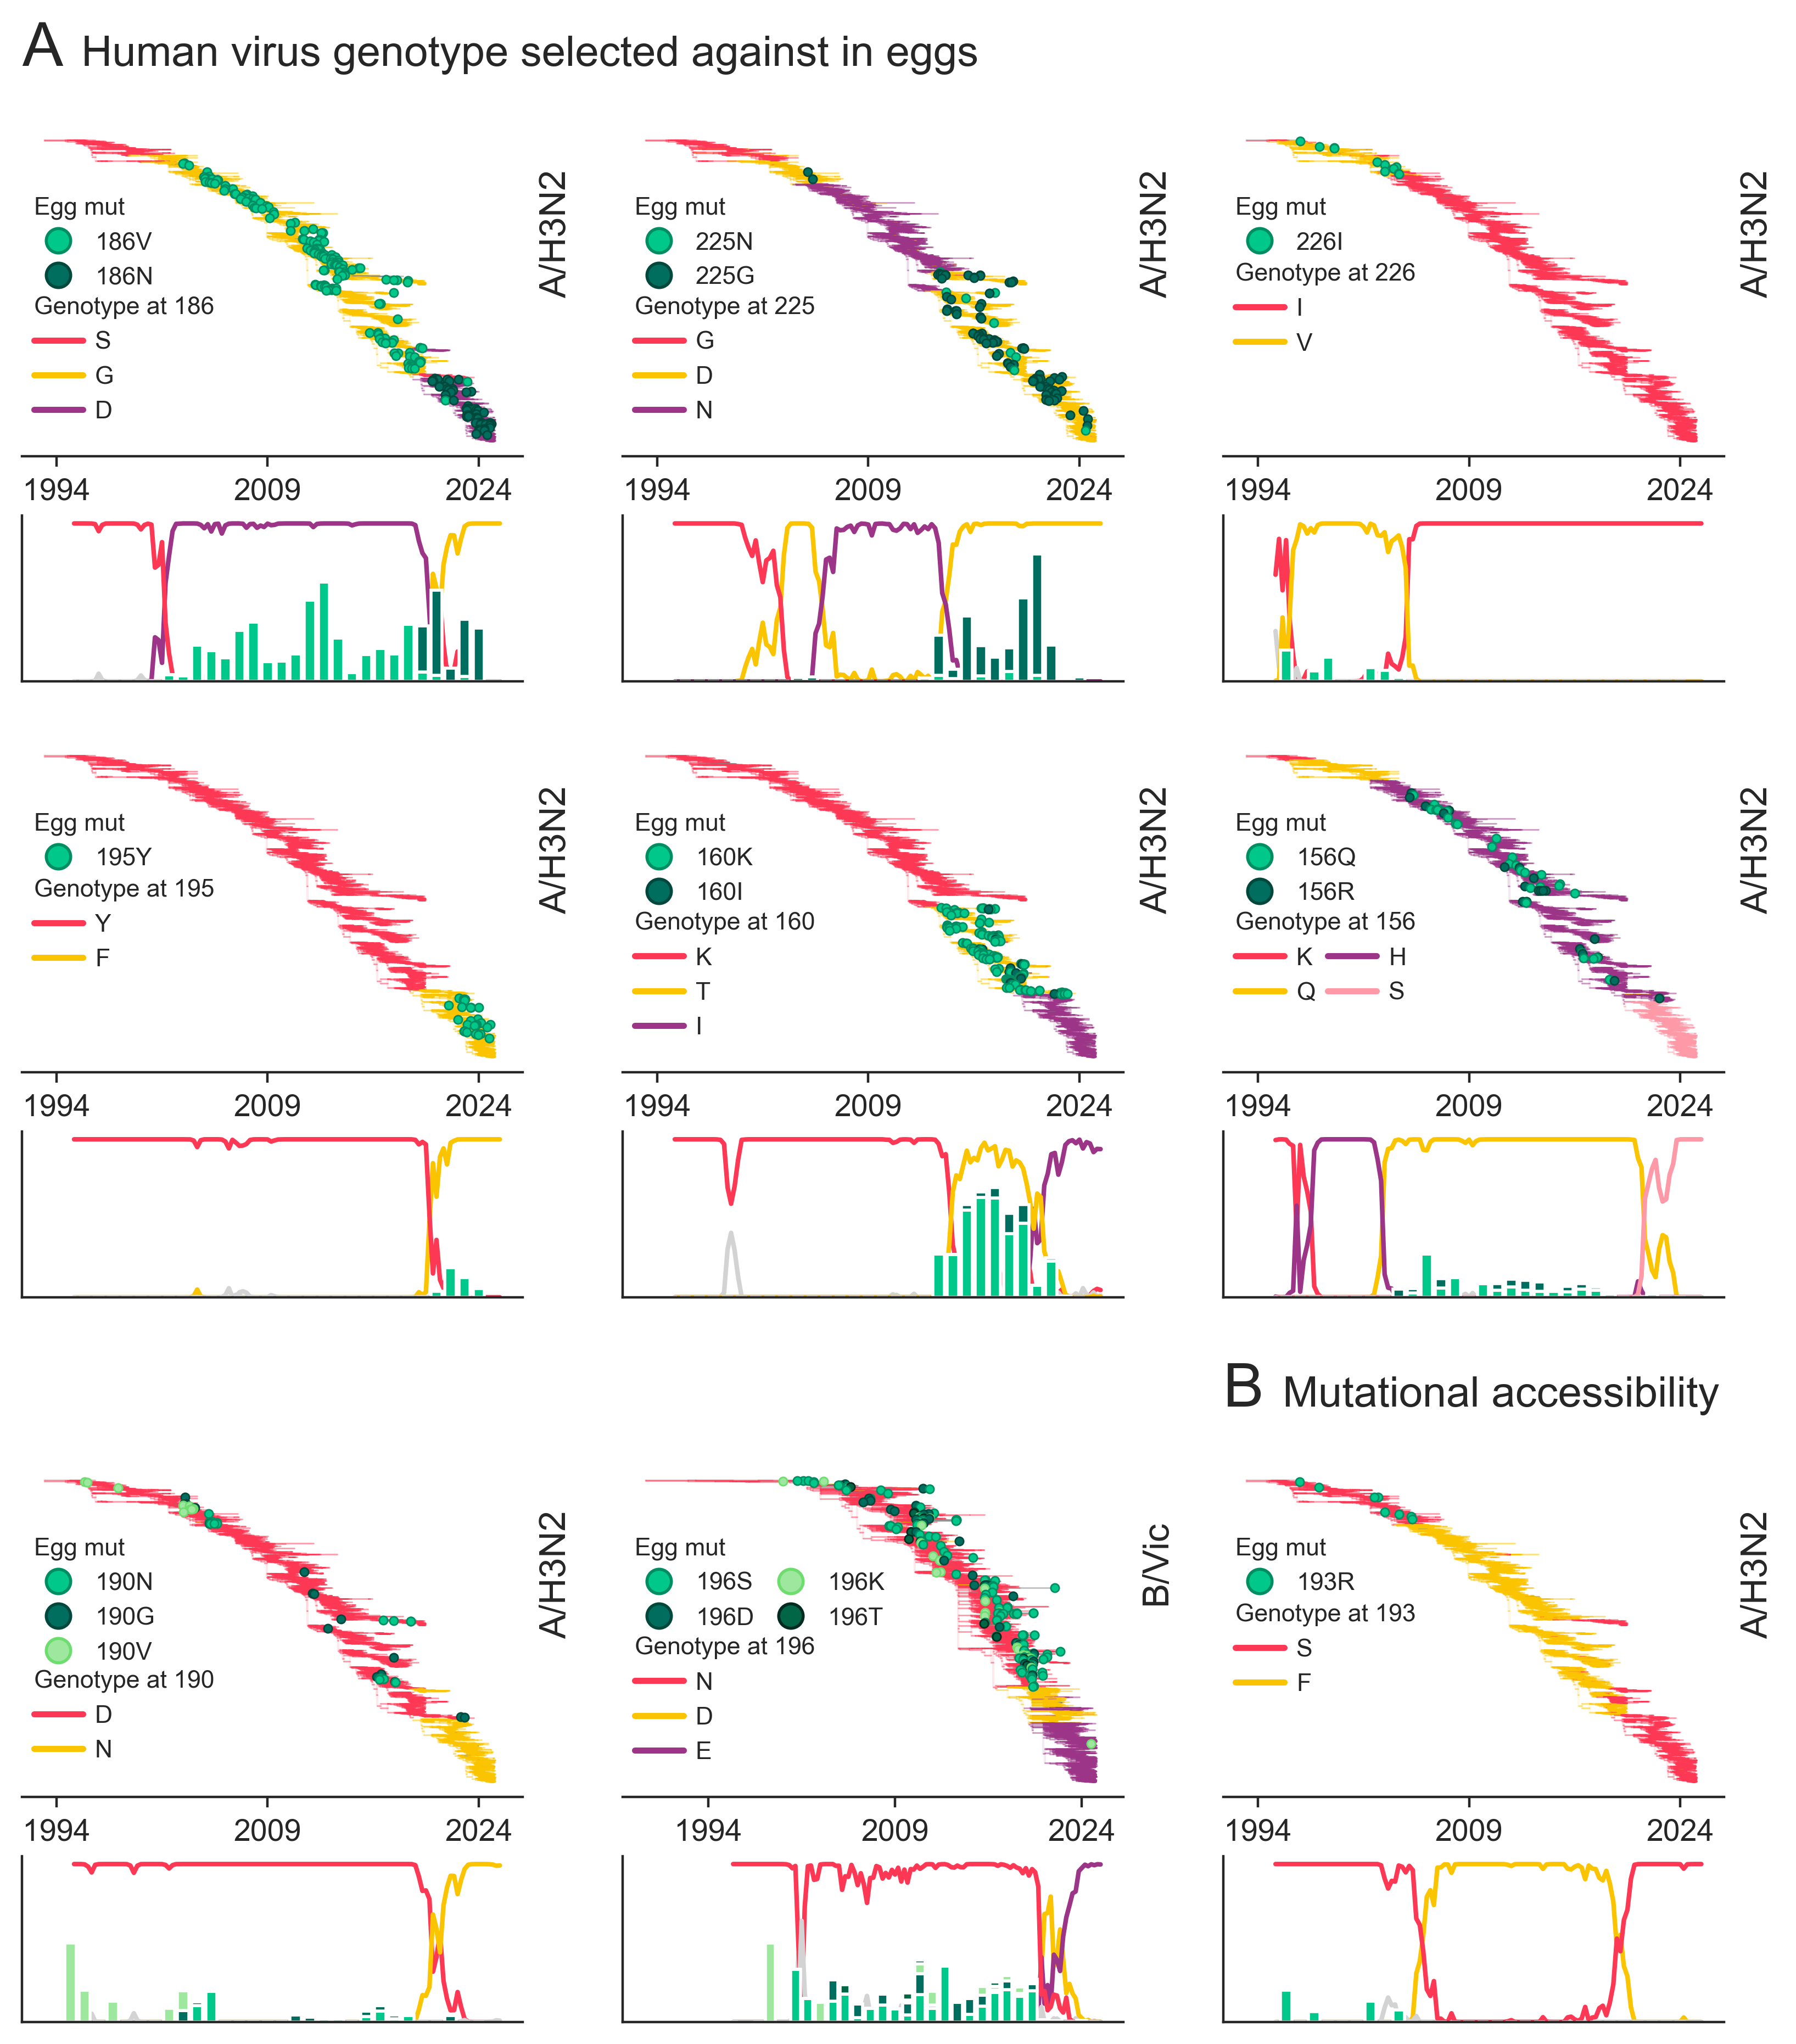 A Human virus genotype selected against in eggs
Egg mut
186V
186N
Genotype at 186
S
G
D
A/H3N2
1994 2009 2024
Egg mut
225N
225G
Genotype at 225
G
D
N
A/H3N2
1994 2009 2024
Egg mut
226I
Genotype at 226
I
V
A/H3N2
1994 2009 2024
Egg mut
195Y
Genotype at 195
Y
F
A/H3N2
1994 2009 2024
Egg mut
160K
160I
Genotype at 160
K
T
I
A/H3N2
1994 2009 2024
Egg mut
156Q
156R
Genotype at 156
K H
Q S
A/H3N2
1994 2009 2024
Egg mut
190N
190G
190V
Genotype at 190
D
N
A/H3N2
1994 2009 2024
Egg mut
196S 196K
196D 196T
Genotype at 196
N
D
E
B/Vic
1994 2009 2024
B Mutational accessibility
Egg mut
193R
Genotype at 193
S
F
A/H3N2
1994 2009 2024